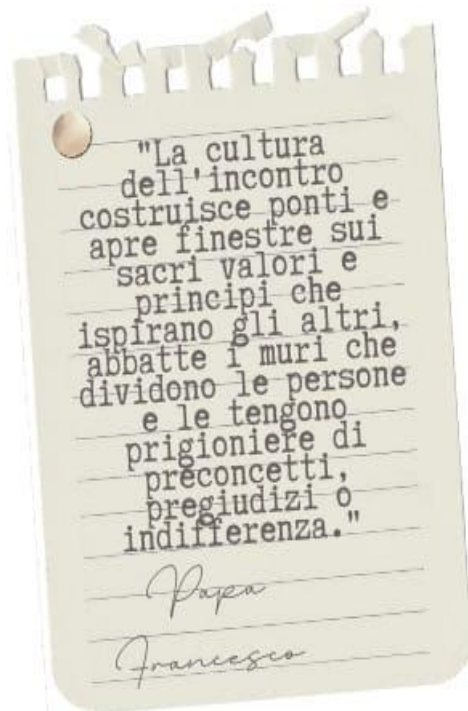 "La cultura
dell'incontro
costruisce ponti e
apre finestre sui
sacri valori e
principi che
ispirano gli altri,
abbatte i muri che
dividono le persone
e le tengono
prigioniere di
preconcetti,
pregiudizi o
indifferenza."
Papa
Francesco